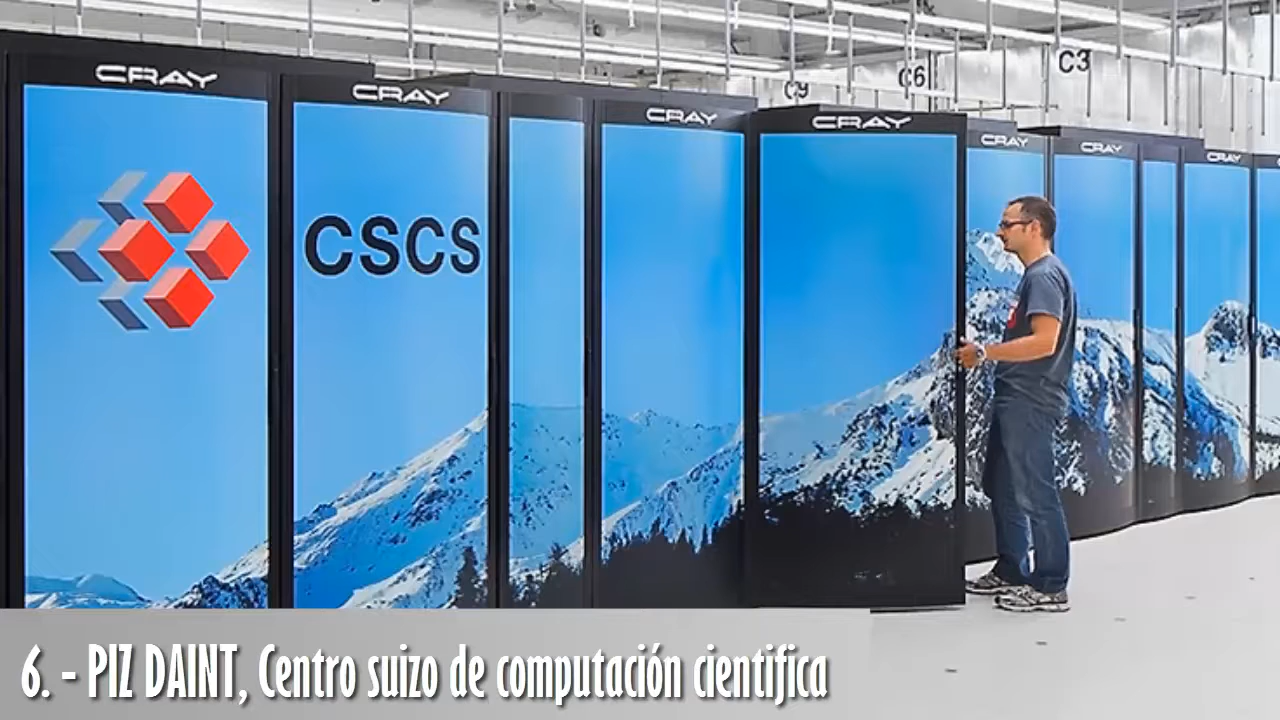 C9
C6
C3
CRAY
CRAY
CRAY
CRAY
CRAY
CRAY
CRAY
CSCS
6. - PIZ DAINT, Centro suizo de computación cientifica